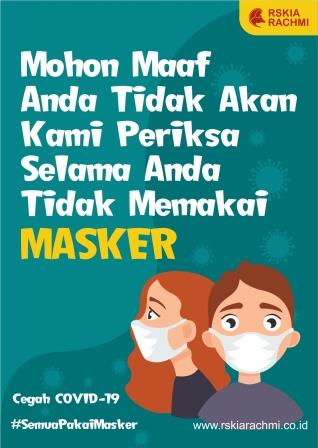 RSKIA
RACHMI
Mohon Maaf
Anda Tidak Akan
Kami Periksa
Selama Anda
Tidak Memakai
MASKER
Cegah COVID-19
#SemuaPakaiMasker
www.rskiarachmi.co.id